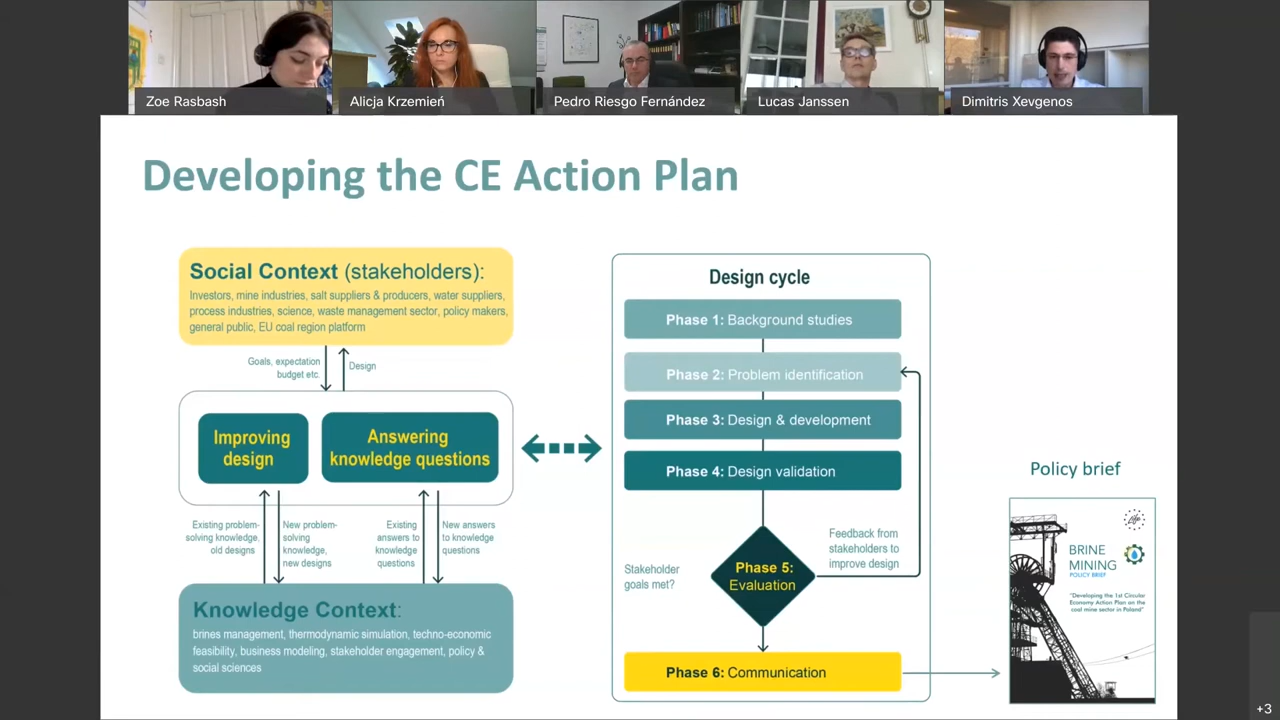 Zoe Rasbash
Alicja Krzemień
Pedro Riesgo Fernández
Lucas Janssen
Dimitris Xevgenos
Developing the CE Action Plan
Social Context (stakeholders):
Investors, mine industries, salt suppliers & producers, water suppliers,
process industries, science, waste management sector, policy makers,
general public, EU coal region platform
Goals, expectation
budget etc.
Design
Improving
design
Answering
knowledge questions
Existing problem-
solving knowledge,
old designs
New problem-
solving
knowledge,
new designs
Existing
answers to
knowledge
questions
New answers
to knowledge
questions
Knowledge Context:
brines management, thermodynamic simulation, techno-economic
feasibility, business modeling, stakeholder engagement, policy &
social sciences
Design cycle
Phase 1: Background studies
Phase 2: Problem identification
Phase 3: Design & development
Phase 4: Design validation
Stakeholder
goals met?
Phase 5:
Evaluation
Feedback from
stakeholders to
improve design
Phase 6: Communication
Policy brief
Life
BRINE
MINING
POLICY BRIEF
"Developing the 1st Circular
Economy Action Plan on the
coal mine sector in Poland"
+3